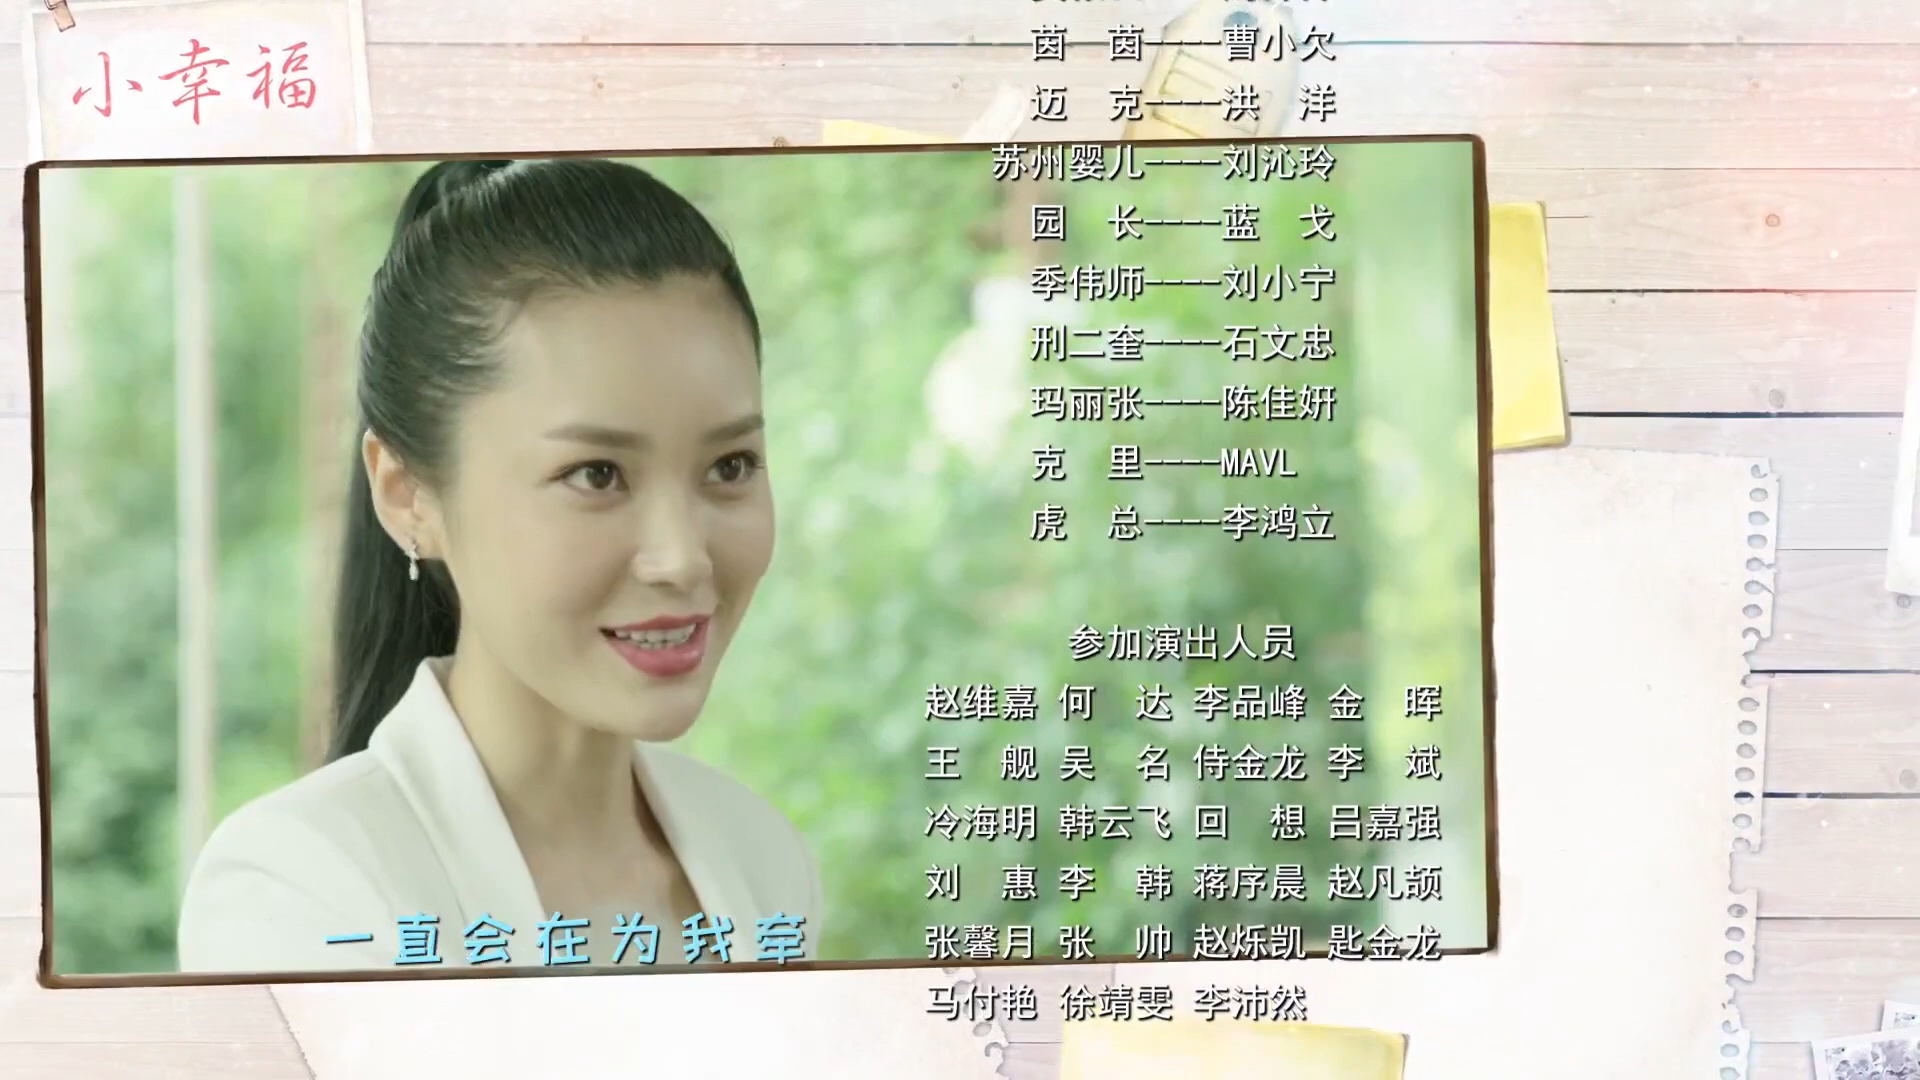 小幸福
茵 茵----曹小欠
迈 克----洪 洋
苏州婴儿----刘沁玲
园 长----蓝 戈
季伟师----刘小宁
刑二奎----石文忠
玛丽张----陈佳妍
克 里----MAVL
虎 总----李鸿立
参加演出人员
赵维嘉 何 达 李品峰 金 晖
王 舰 吴 名 侍金龙 李 斌
冷海明 韩云飞 回 想 吕嘉强
刘 惠 李 韩 蒋序晨 赵凡颉
一直会在为我牵
张馨月 张 帅 赵烁凯 匙金龙
马付艳 徐靖雯 李沛然